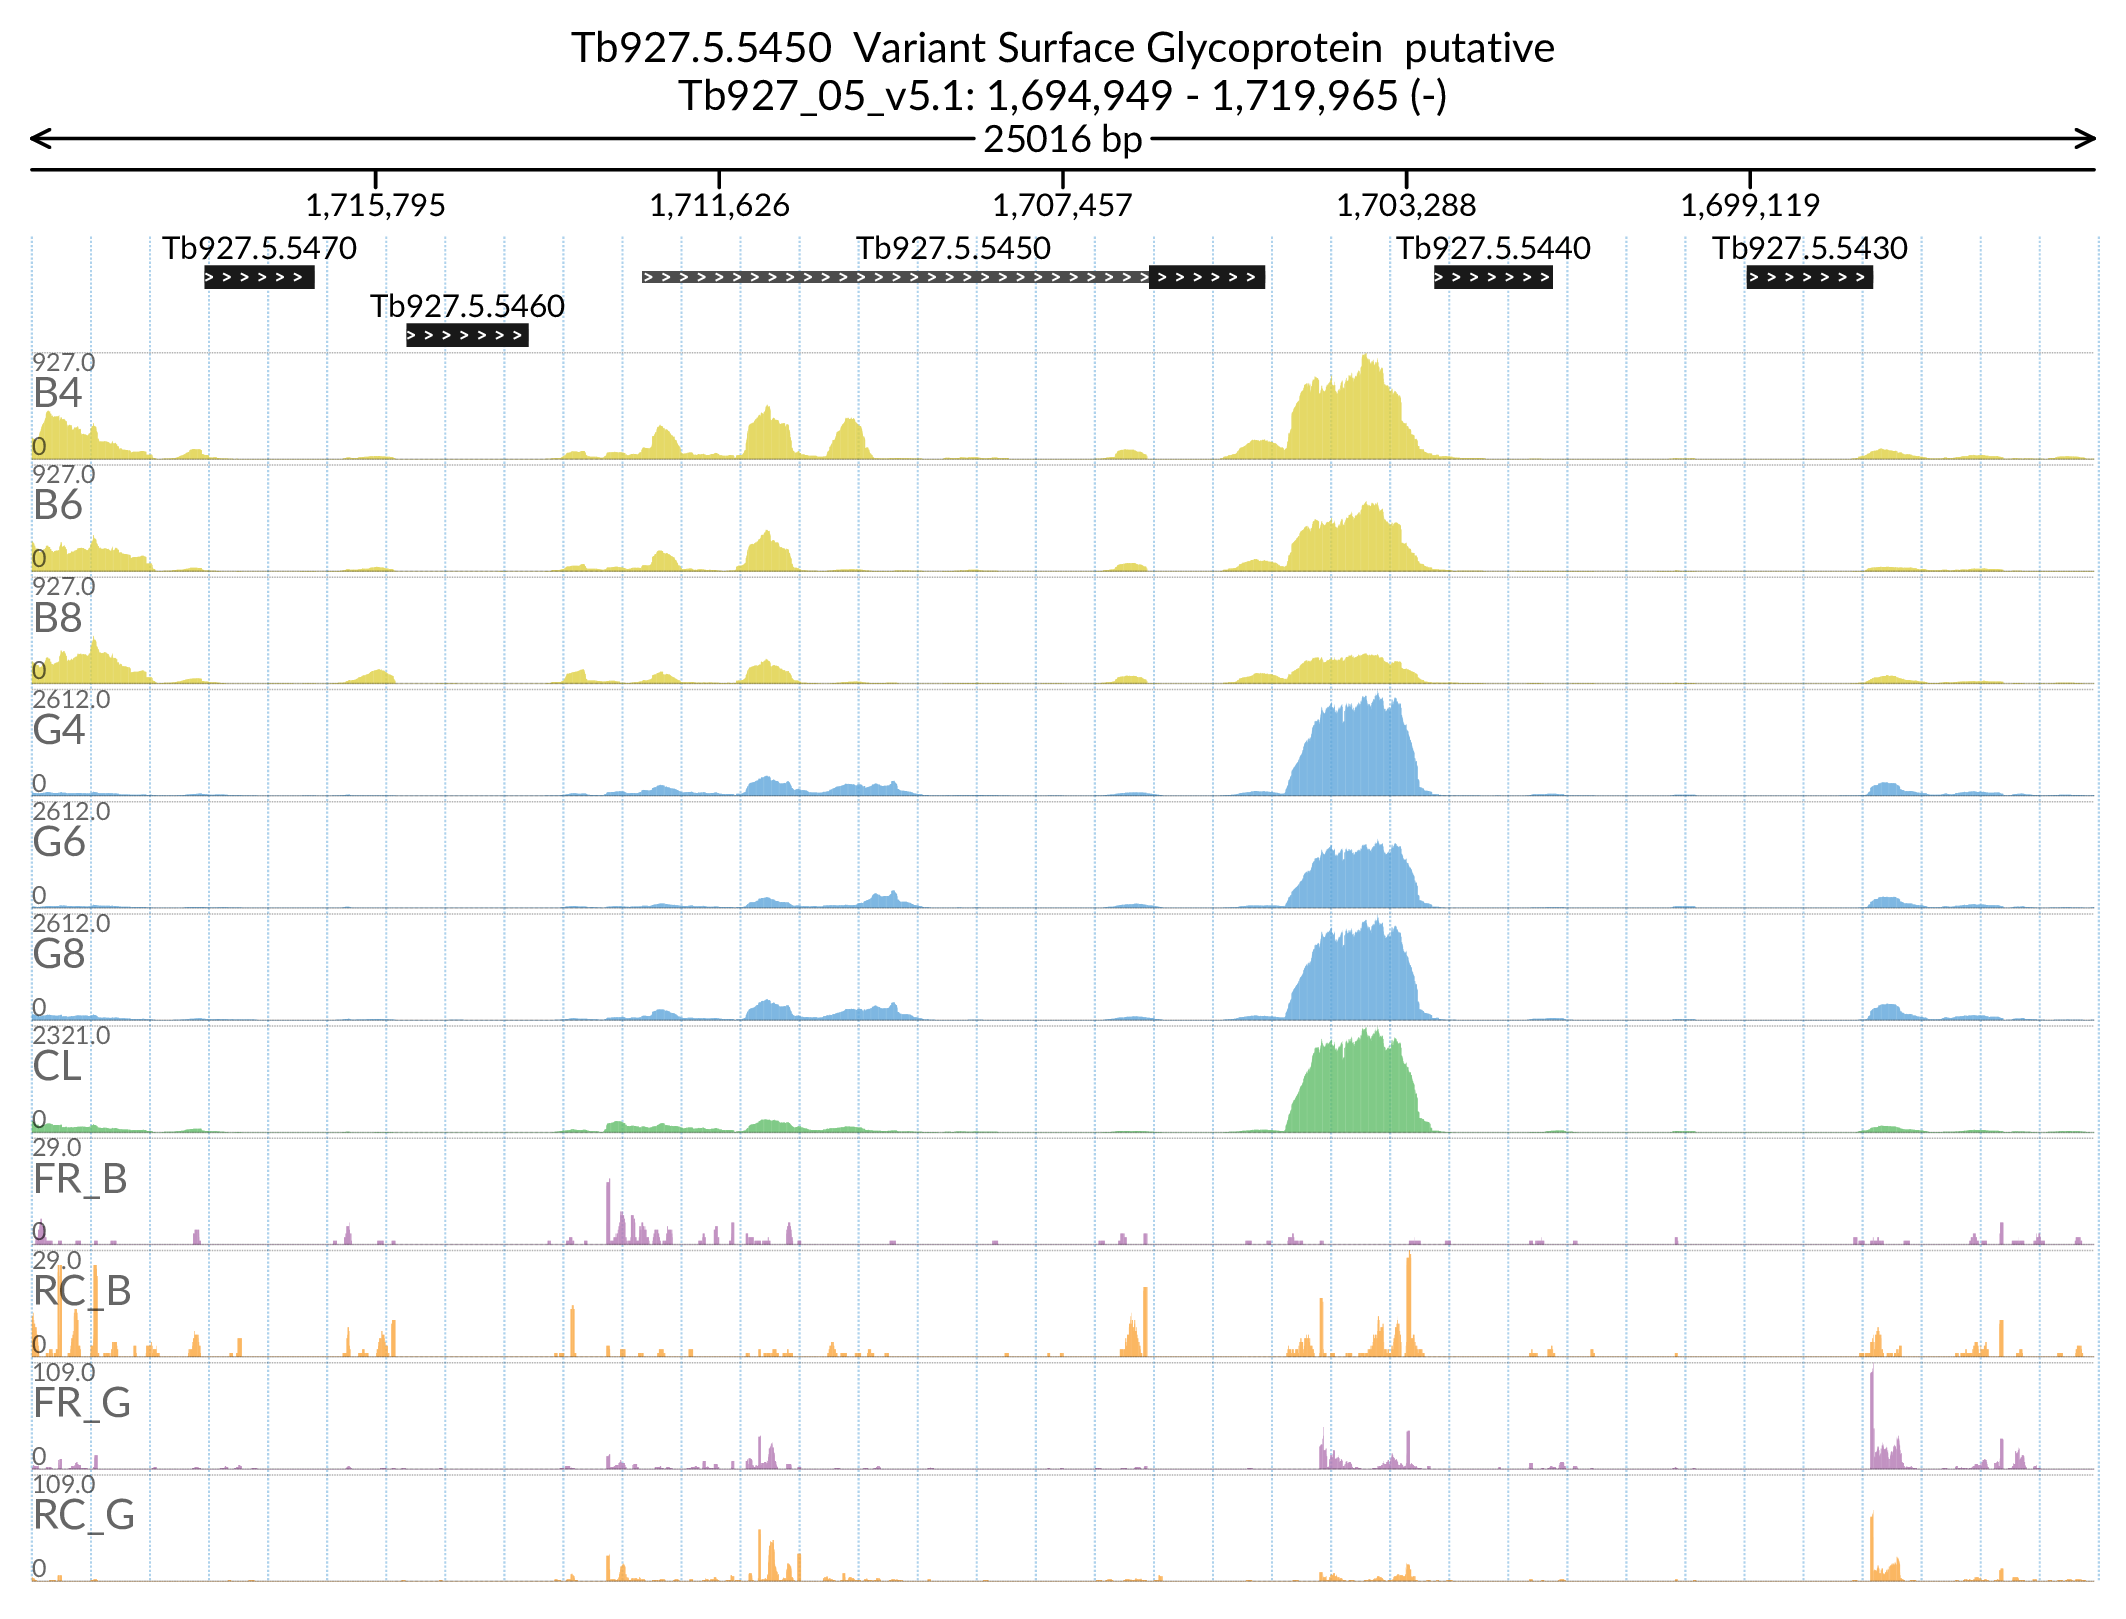 Tb927.5.5450  Variant Surface Glycoprotein  putative
Tb927_05_v5.1: 1,694,949 - 1,719,965 (-)
25016 bp
1,715,795 1,711,626 1,707,457 1,703,288 1,699,119
Tb927.5.5470 Tb927.5.5450 Tb927.5.5440 Tb927.5.5430
Tb927.5.5460
927.0
B4
0
927.0
B6
0
927.0
B8
0
2612.0
G4
0
2612.0
G6
0
2612.0
G8
0
2321.0
CL
0
29.0
FR_B
0
29.0
RC_B
0
109.0
FR_G
0
109.0
RC_G
0